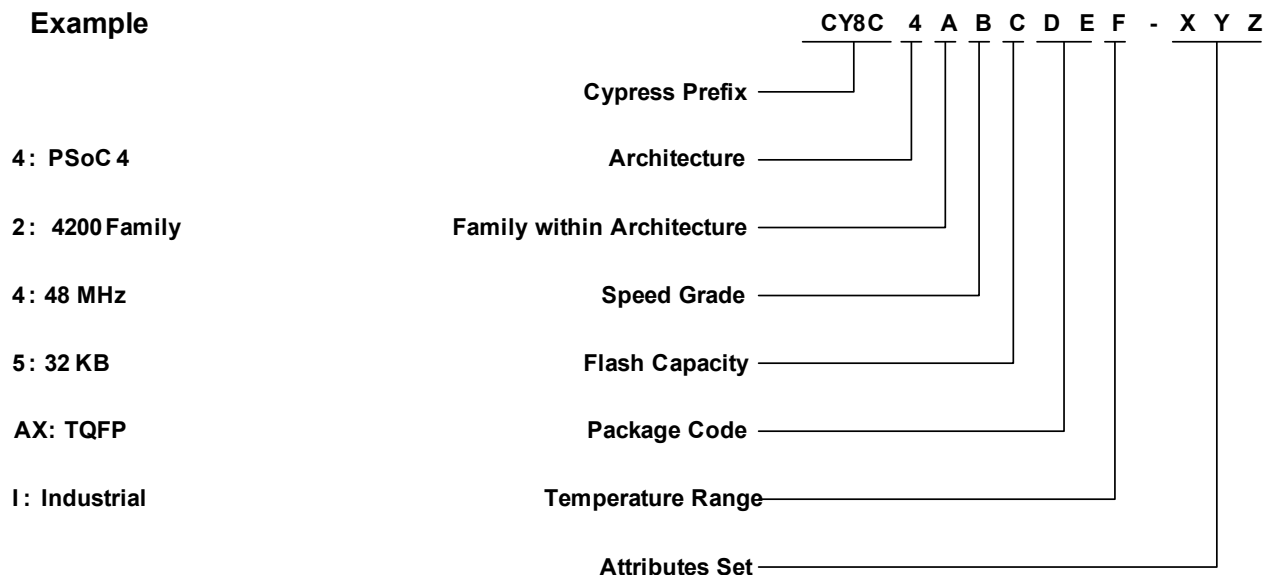 Example CY8C 4 A B C D E F - X Y Z
Cypress Prefix
4: PSoC 4 Architecture
2: 4200 Family Family within Architecture
4: 48 MHz Speed Grade
5: 32 KB Flash Capacity
AX: TQFP Package Code
I: Industrial Temperature Range
Attributes Set